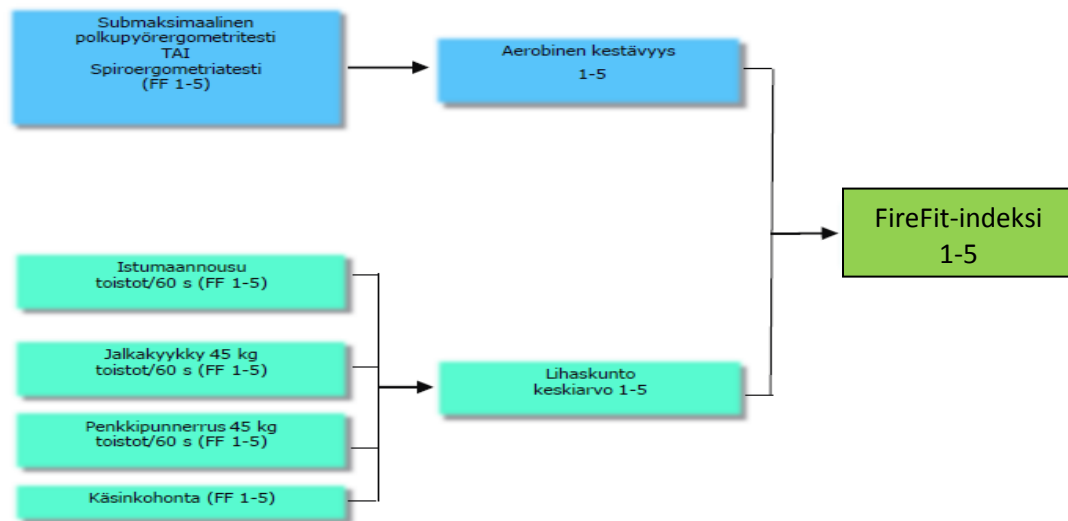 Submaksimaalinen
polkupyörergometritesti
TAI
Spiroergometriatesti
(FF 1-5)
Aerobinen kestävyys
1-5
FireFit-indeksi
1-5
Istumaannousu
toistot/60 s (FF 1-5)
Jalkakyykky 45 kg
toistot/60 s (FF 1-5)
Penkkipunnerrus 45 kg
toistot/60 s (FF 1-5)
Käsinkohonta (FF 1-5)
Lihaskunto
keskiarvo 1-5